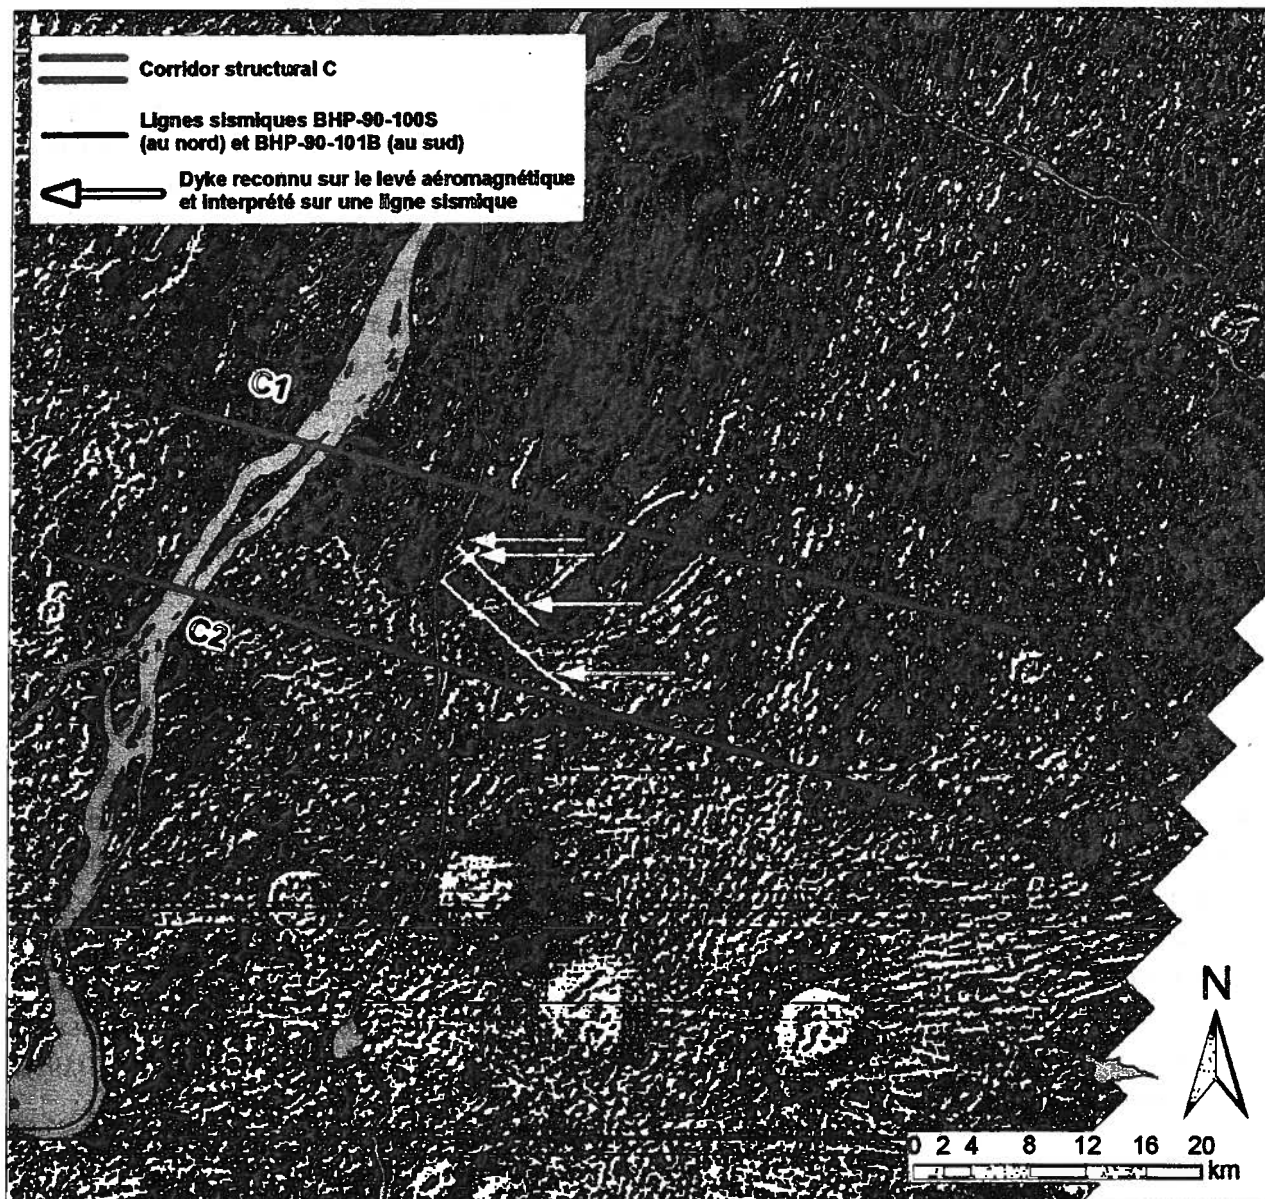 Corridor structural C
Lignes sismiques BHP-90-100S
(au nord) et BHP-90-101B (au sud)
Dyke reconnu sur le levé aéromagnétique
et interprété sur une ligne sismique
C1
C2
N
0 2 4 8 12 16 20
km